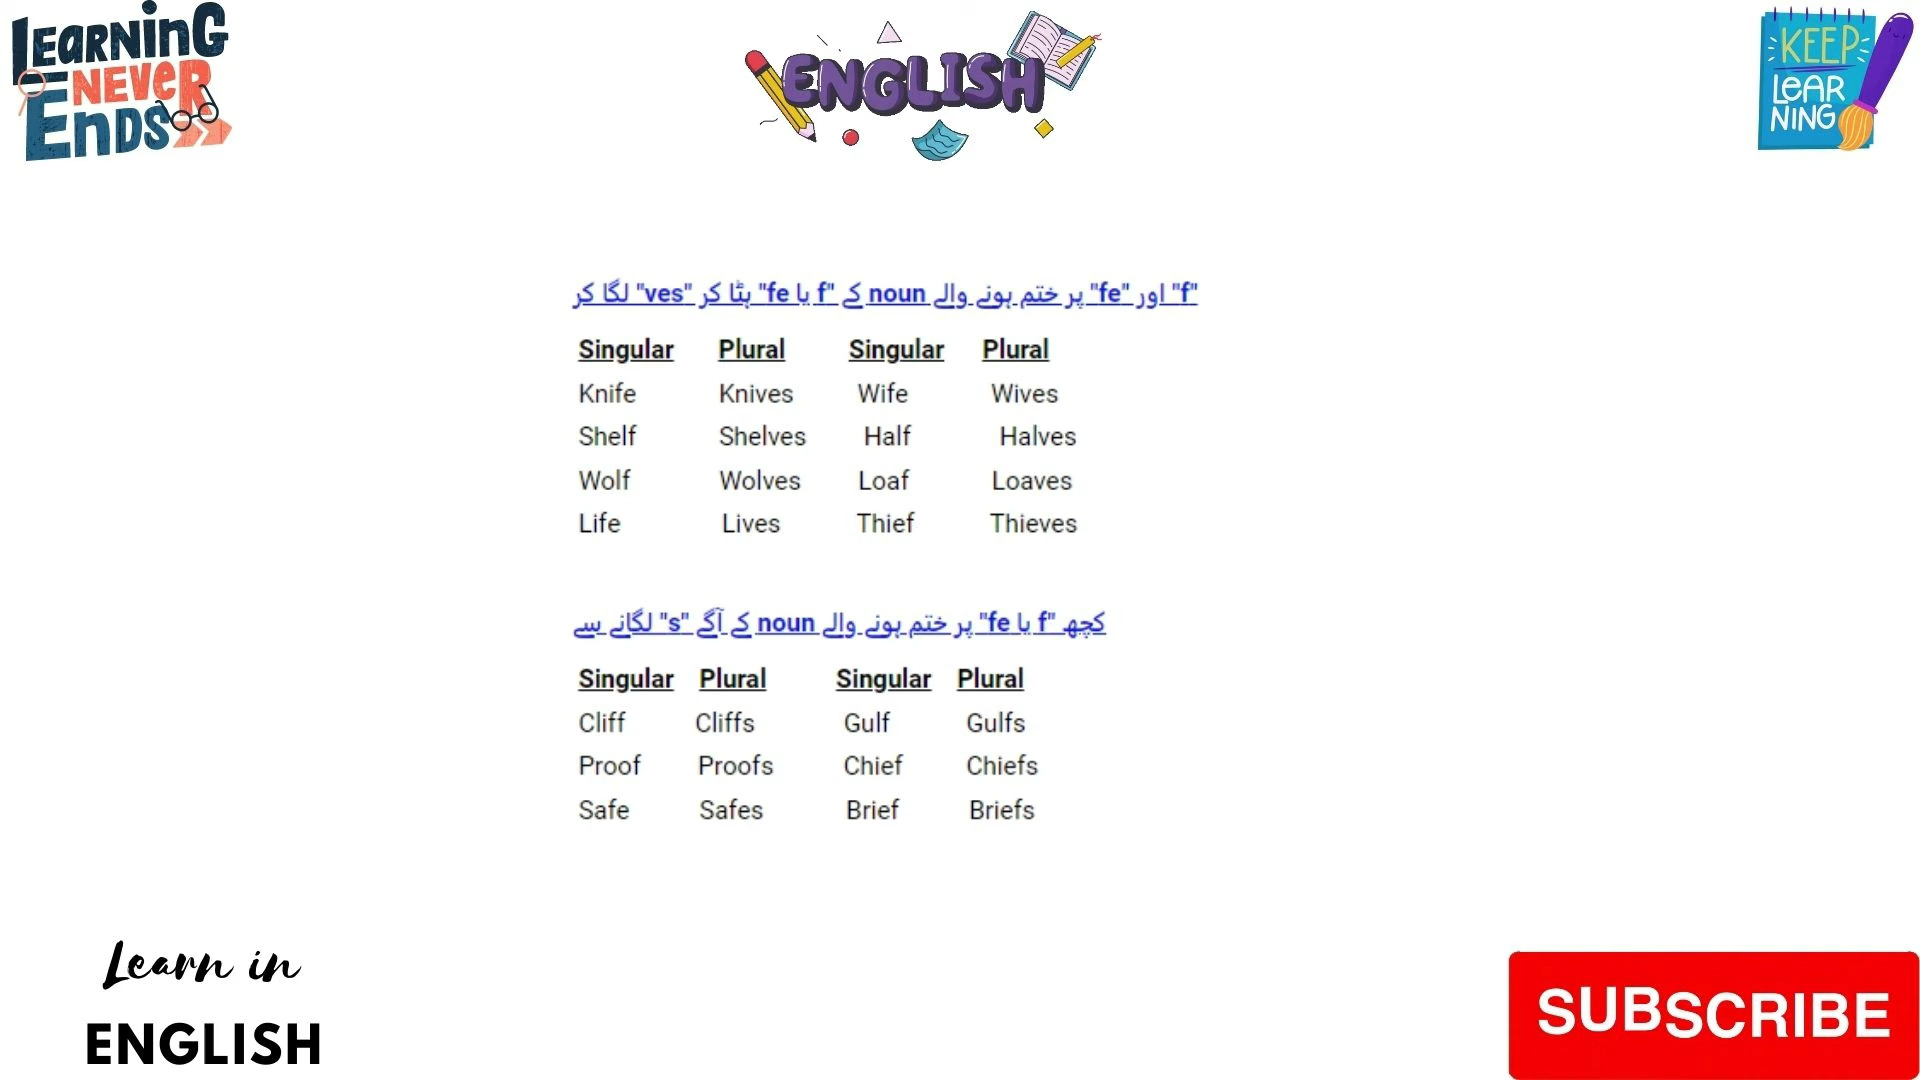 LEARNING
NEVER
ENDS
ENGLISH
KEEP
LEAR
NING
"f" اور "fe" پر ختم ہونے والے noun کے "f یا fe" ہٹا کر "ves" لگا کر
Singular Plural Singular Plural
Knife Knives Wife Wives
Shelf Shelves Half Halves
Wolf Wolves Loaf Loaves
Life Lives Thief Thieves
کچھ "f یا fe" پر ختم ہونے والے noun کے آگے "s" لگانے سے
Singular Plural Singular Plural
Cliff Cliffs Gulf Gulfs
Proof Proofs Chief Chiefs
Safe Safes Brief Briefs
Learn in
ENGLISH
SUBSCRIBE